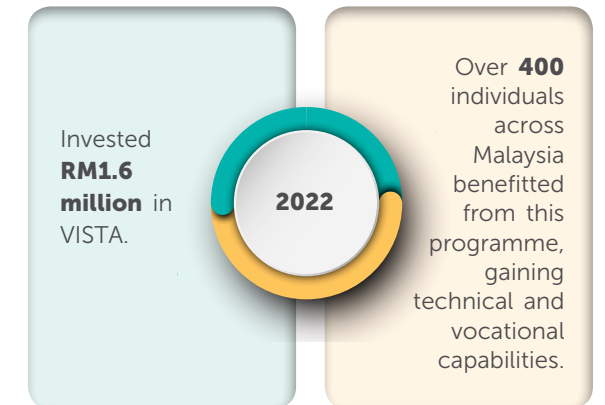 Invested
RM1.6
million in
VISTA.
2022
Over 400
individuals
across
Malaysia
benefitted
from this
programme,
gaining
technical and
vocational
capabilities.